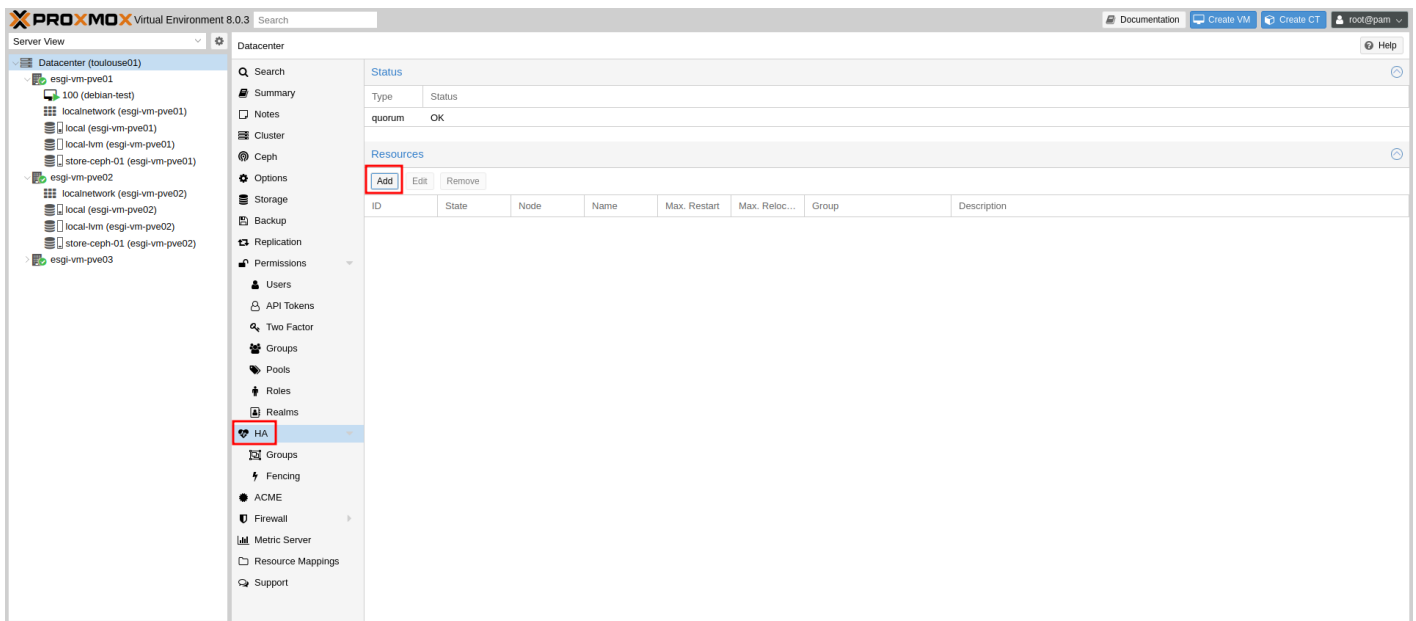 PROXMOX Virtual Environment 8.0.3 Search Documentation Create VM Create CT root@pam
Server View
Datacenter (toulouse01)
esgi-vm-pve01
100 (debian-test)
localnetwork (esgi-vm-pve01)
local (esgi-vm-pve01)
local-lvm (esgi-vm-pve01)
store-ceph-01 (esgi-vm-pve01)
esgi-vm-pve02
localnetwork (esgi-vm-pve02)
local (esgi-vm-pve02)
local-lvm (esgi-vm-pve02)
store-ceph-01 (esgi-vm-pve02)
esgi-vm-pve03
Datacenter Help
Search
Summary
Notes
Cluster
Ceph
Options
Storage
Backup
Replication
Permissions
Users
API Tokens
Two Factor
Groups
Pools
Roles
Realms
HA
Groups
Fencing
ACME
Firewall
Metric Server
Resource Mappings
Support
Status
Type Status
quorum OK
Resources
Add Edit Remove
ID State Node Name Max. Restart Max. Reloc... Group Description